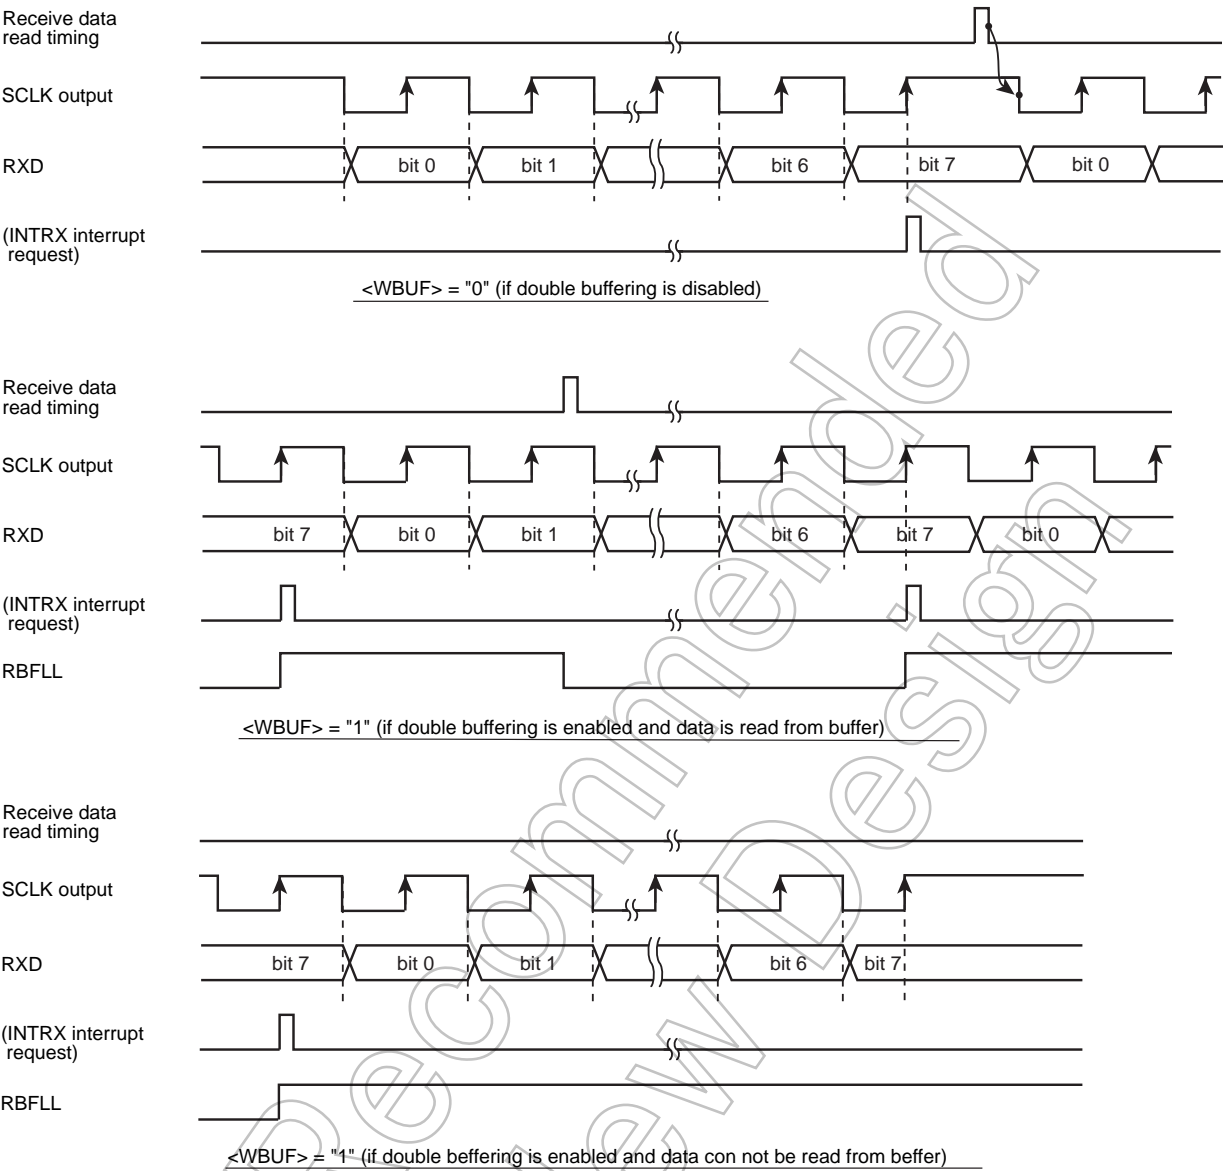 Receive data
read timing
SCLK output
RXD
bit 0 bit 1 bit 6 bit 7 bit 0
(INTRX interrupt
request)
<WBUF> = "0" (if double buffering is disabled)
Receive data
read timing
SCLK output
RXD
bit 7 bit 0 bit 1 bit 6 bit 7 bit 0
(INTRX interrupt
request)
RBFLL
<WBUF> = "1" (if double buffering is enabled and data is read from buffer)
Receive data
read timing
SCLK output
RXD
bit 7 bit 0 bit 1 bit 6 bit 7
(INTRX interrupt
request)
RBFLL
<WBUF> = "1" (if double beffering is enabled and data con not be read from beffer)
Recommended
New Design